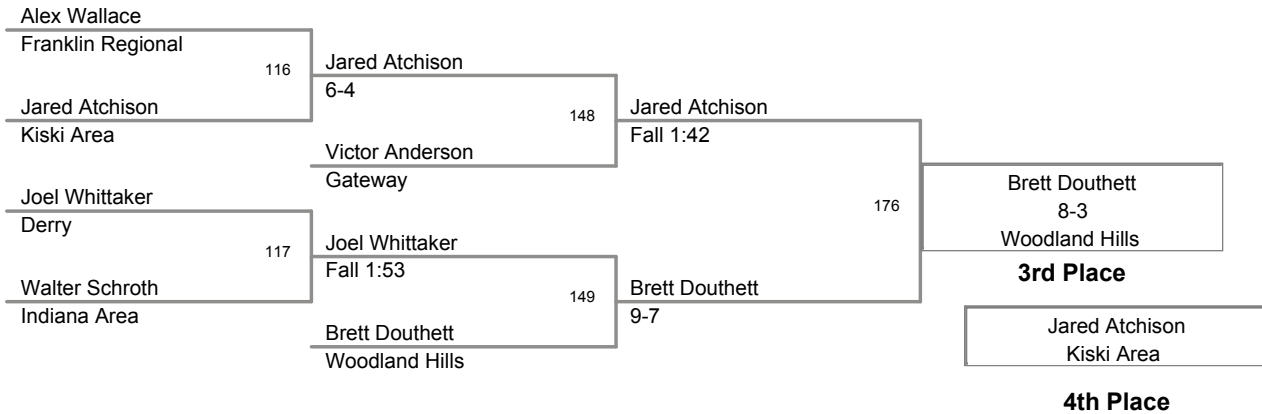 Alex Wallace
Franklin Regional
116
Jared Atchison
Kiski Area
Jared Atchison
6-4
148
Victor Anderson
Gateway
Jared Atchison
Fall 1:42
Joel Whittaker
Derry
117
Walter Schroth
Indiana Area
Joel Whittaker
Fall 1:53
149
Brett Douthett
Woodland Hills
Brett Douthett
9-7
176
Brett Douthett
8-3
Woodland Hills
3rd Place
Jared Atchison
Kiski Area
4th Place